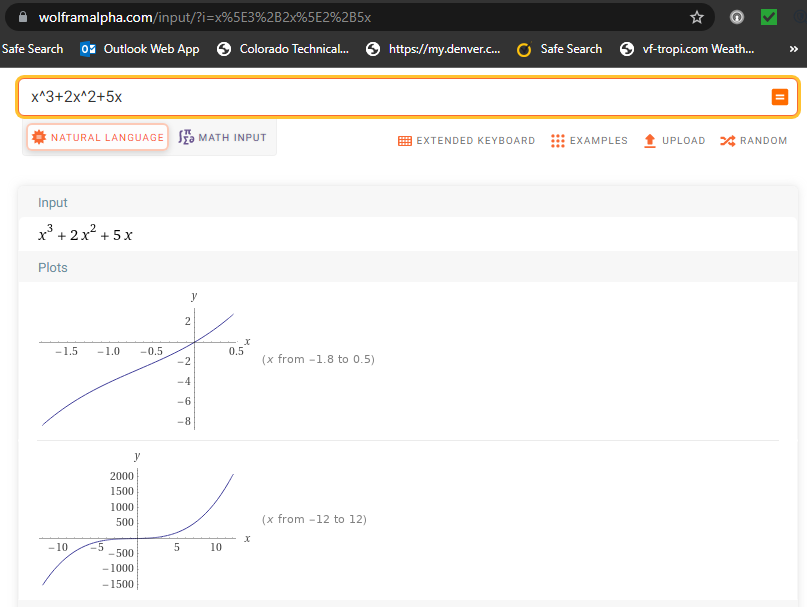 wolframalpha.com/input/?i=x%5E3%2B2x%5E2%2B5x
Safe Search Outlook Web App Colorado Technical... https://my.denver.c... Safe Search vf-tropi.com Weath... »
x^3+2x^2+5x
NATURAL LANGUAGE MATH INPUT EXTENDED KEYBOARD EXAMPLES UPLOAD RANDOM
Input
x³ + 2 x² + 5 x
Plots
y
2
x
−1.5 −1.0 −0.5 0.5
(x from −1.8 to 0.5)
−2
−4
−6
−8
y
2000
1500
1000
500
(x from −12 to 12)
x
−10 −5 5 10
−500
−1000
−1500